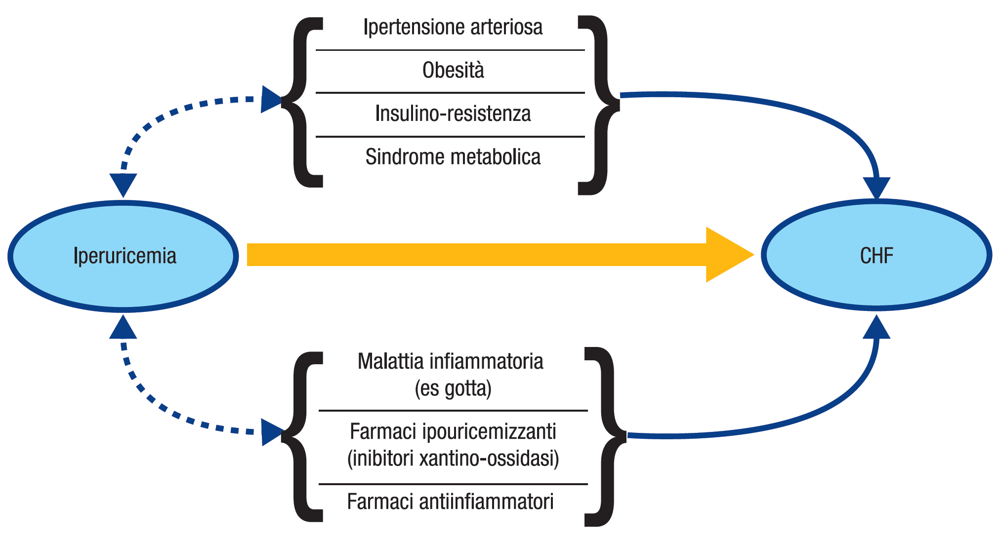 Ipertensione arteriosa
Obesità
Insulino-resistenza
Sindrome metabolica
Iperuricemia
CHF
Malattia infiammatoria
(es gotta)
Farmaci ipouricemizzanti
(inibitori xantino-ossidasi)
Farmaci antiinfiammatori